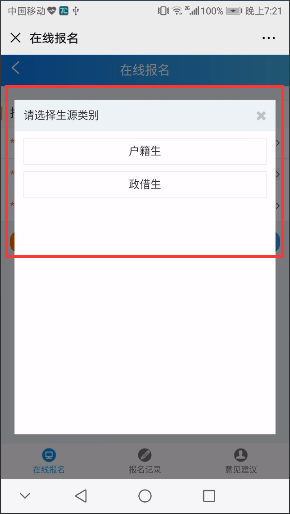 中国移动
100%
晚上7:21
在线报名
在线报名
请选择生源类别
户籍生
政借生
在线报名
报名记录
意见建议